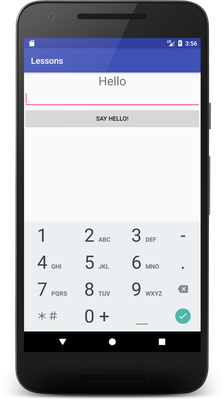 3:56
Lessons
Hello
SAY HELLO!
1 2 ABC 3 DEF -
4 GHI 5 JKL 6 MNO .
7 PQRS 8 TUV 9 WXYZ
*# 0 + _